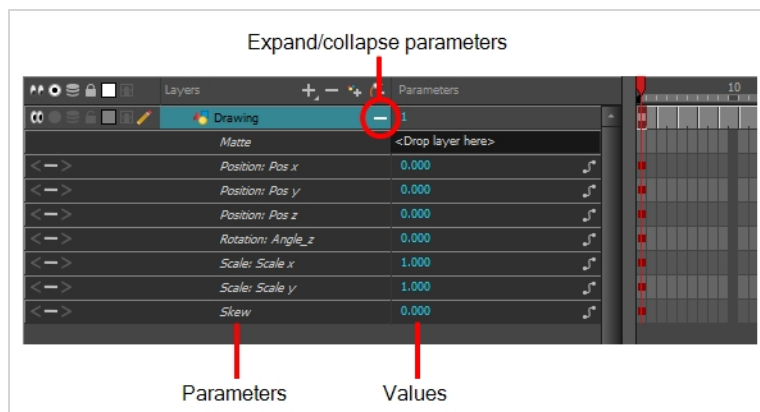 Expand/collapse parameters
Layers Parameters 10
Drawing 1
Matte <Drop layer here>
Position: Pos x 0.000
Position: Pos y 0.000
Position: Pos z 0.000
Rotation: Angle_z 0.000
Scale: Scale x 1.000
Scale: Scale y 1.000
Skew 0.000
Parameters Values